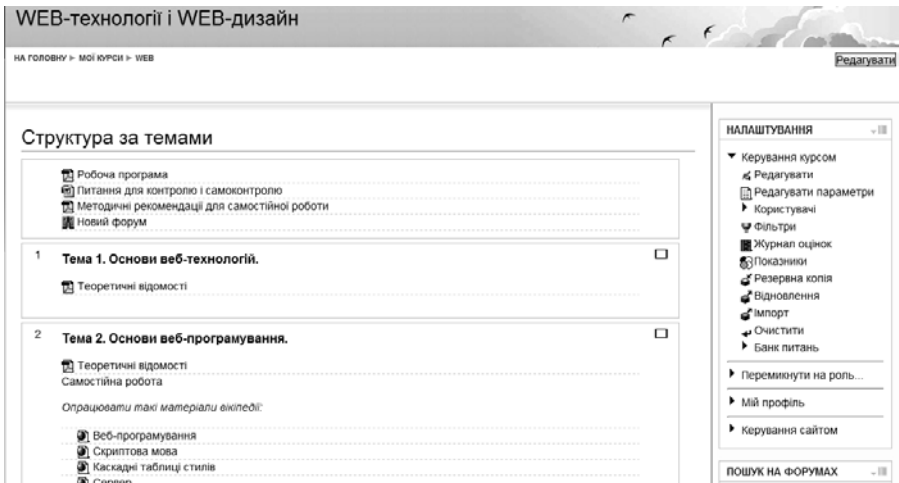 WEB-технології і WEB-дизайн
НА ГОЛОВНУ ► МОЇ КУРСИ ► WEB
Редагувати
Структура за темами
Робоча програма
Питання для контролю і самоконтролю
Методичні рекомендації для самостійної роботи
Новий форум
1
Тема 1. Основи веб-технологій.
Теоретичні відомості
2
Тема 2. Основи веб-програмування.
Теоретичні відомості
Самостійна робота
Опрацювати такі матеріали вікіпедії:
Веб-програмування
Скриптова мова
Каскадні таблиці стилів
Сервер
НАЛАШТУВАННЯ
Керування курсом
Редагувати
Редагувати параметри
Користувачі
Фільтри
Журнал оцінок
Показники
Резервна копія
Відновлення
Імпорт
Очистити
Банк питань
Перемикнути на роль...
Мій профіль
Керування сайтом
ПОШУК НА ФОРУМАХ